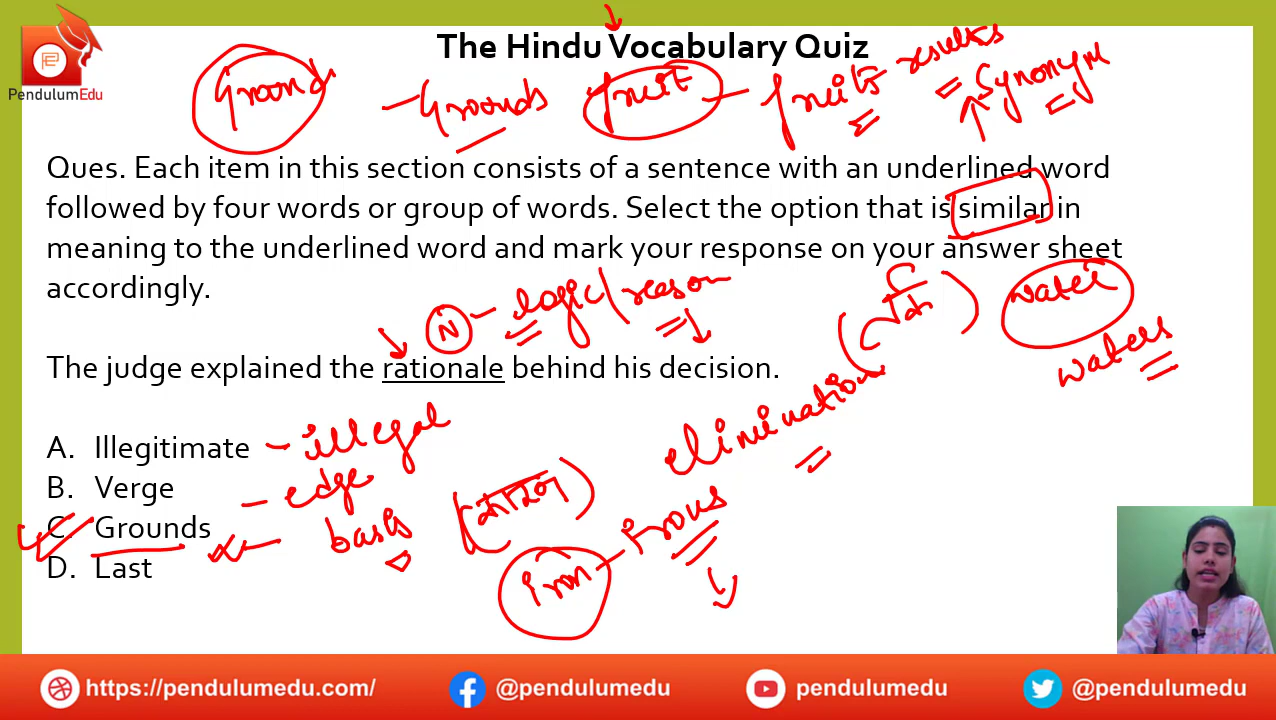 The Hindu Vocabulary Quiz
PendulumEdu
Ground - Grounds fruit - fruits results
Synonym
Ques. Each item in this section consists of a sentence with an underlined word
followed by four words or group of words. Select the option that is similar in
meaning to the underlined word and mark your response on your answer sheet
accordingly.
N - logic/reason
water
waters
The judge explained the rationale behind his decision.
elimination
A. Illegitimate - illegal
B. Verge - edge
C. Grounds - basis (कारण)
D. Last
iron - irons
https://pendulumedu.com/ @pendulumedu pendulumedu @pendulumedu